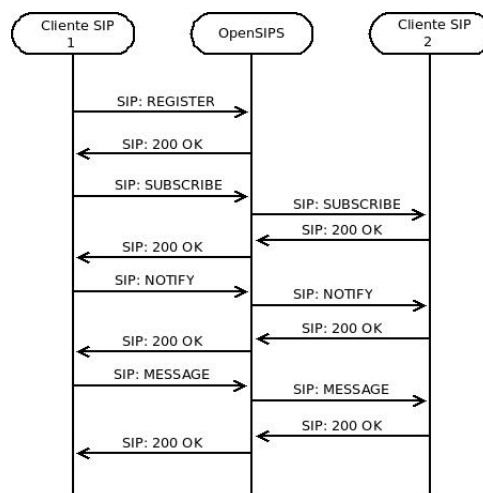 Cliente SIP
1
OpenSIPS
Cliente SIP
2
SIP: REGISTER
SIP: 200 OK
SIP: SUBSCRIBE
SIP: SUBSCRIBE
SIP: 200 OK
SIP: 200 OK
SIP: NOTIFY
SIP: NOTIFY
SIP: 200 OK
SIP: 200 OK
SIP: MESSAGE
SIP: MESSAGE
SIP: 200 OK
SIP: 200 OK